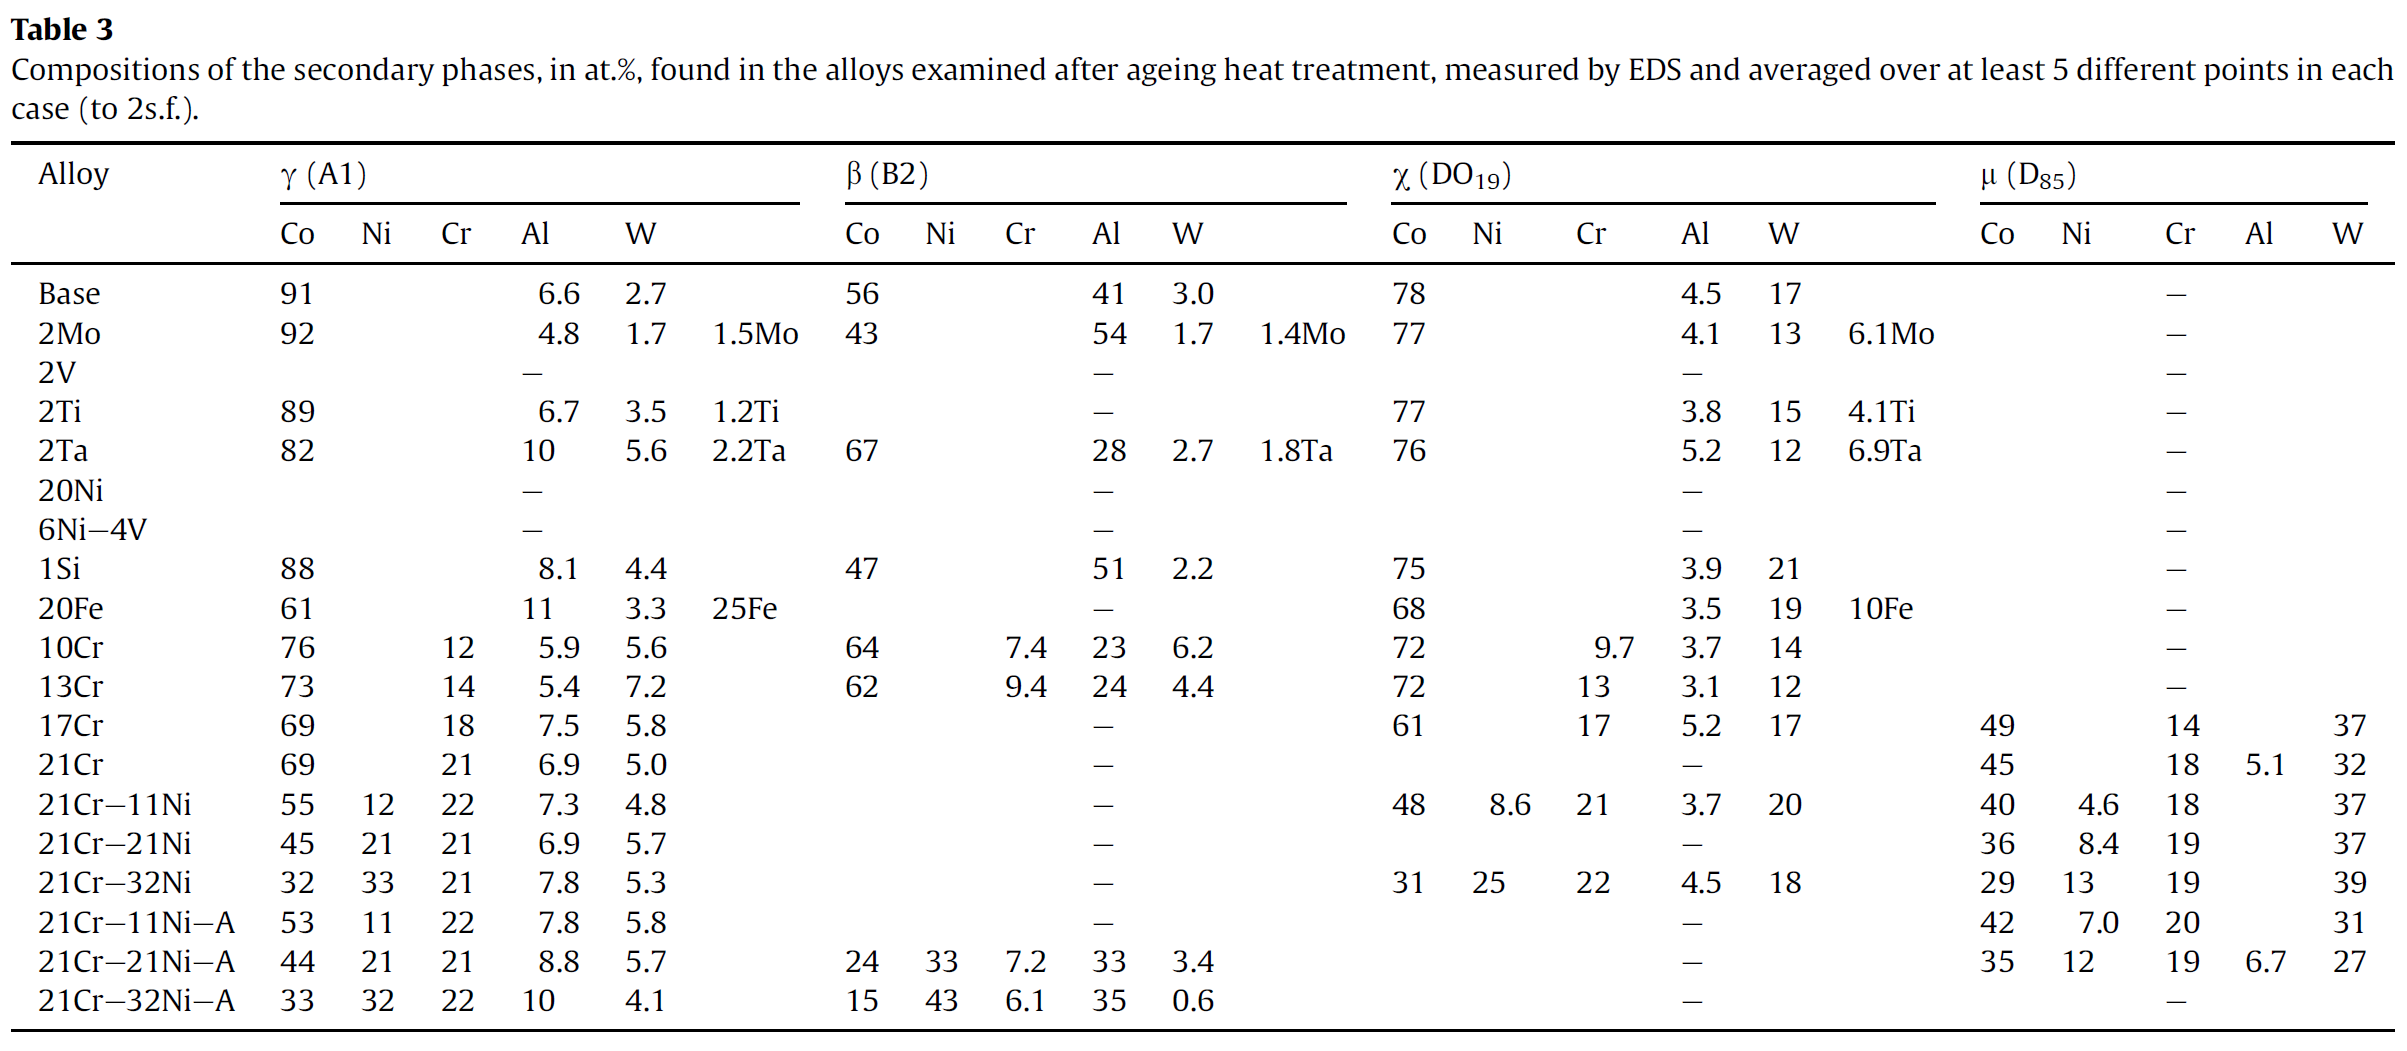 Table 3
Compositions of the secondary phases, in at.%, found in the alloys examined after ageing heat treatment, measured by EDS and averaged over at least 5 different points in each
case (to 2s.f.).
Alloy γ (A1) β (B2) χ (DO19) μ (D85)
Co Ni Cr Al W Co Ni Cr Al W Co Ni Cr Al W Co Ni Cr Al W
Base 91 6.6 2.7 56 41 3.0 78 4.5 17 –
2Mo 92 4.8 1.7 1.5Mo 43 54 1.7 1.4Mo 77 4.1 13 6.1Mo –
2V – – – –
2Ti 89 6.7 3.5 1.2Ti – 77 3.8 15 4.1Ti –
2Ta 82 10 5.6 2.2Ta 67 28 2.7 1.8Ta 76 5.2 12 6.9Ta –
20Ni – – – –
6Ni–4V – – – –
1Si 88 8.1 4.4 47 51 2.2 75 3.9 21 –
20Fe 61 11 3.3 25Fe – 68 3.5 19 10Fe –
10Cr 76 12 5.9 5.6 64 7.4 23 6.2 72 9.7 3.7 14 –
13Cr 73 14 5.4 7.2 62 9.4 24 4.4 72 13 3.1 12 –
17Cr 69 18 7.5 5.8 – 61 17 5.2 17 49 14 37
21Cr 69 21 6.9 5.0 – – 45 18 5.1 32
21Cr–11Ni 55 12 22 7.3 4.8 – 48 8.6 21 3.7 20 40 4.6 18 37
21Cr–21Ni 45 21 21 6.9 5.7 – – 36 8.4 19 37
21Cr–32Ni 32 33 21 7.8 5.3 – 31 25 22 4.5 18 29 13 19 39
21Cr–11Ni–A 53 11 22 7.8 5.8 – – 42 7.0 20 31
21Cr–21Ni–A 44 21 21 8.8 5.7 24 33 7.2 33 3.4 – 35 12 19 6.7 27
21Cr–32Ni–A 33 32 22 10 4.1 15 43 6.1 35 0.6 – –